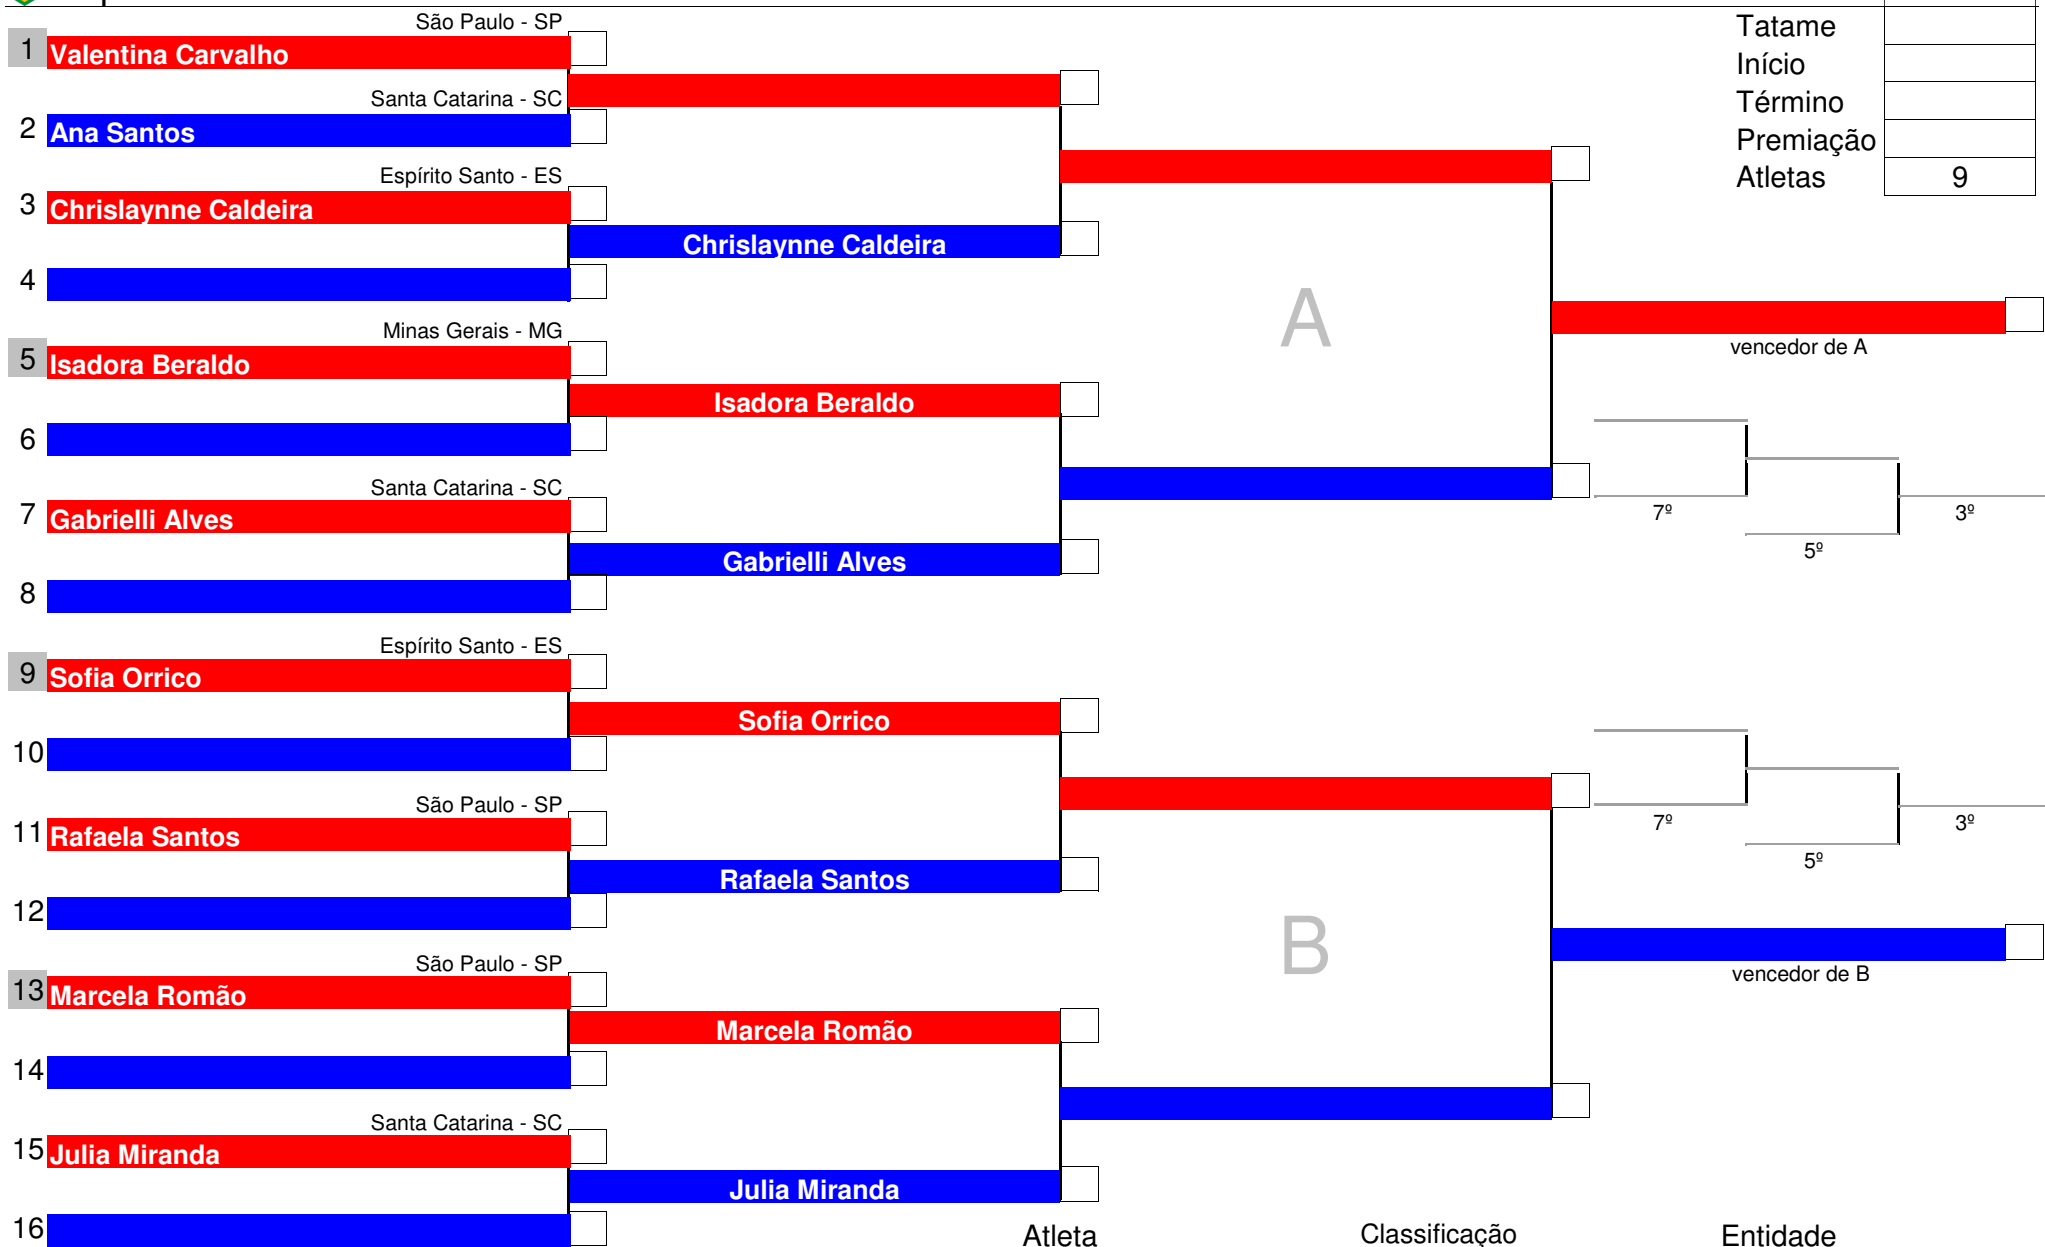 São Paulo - SP
1 Valentina Carvalho
Santa Catarina - SC
2 Ana Santos
Espírito Santo - ES
3 Chrislaynne Caldeira
Chrislaynne Caldeira
4
Minas Gerais - MG
5 Isadora Beraldo
Isadora Beraldo
6
Santa Catarina - SC
7 Gabrielli Alves
Gabrielli Alves
8
Espírito Santo - ES
9 Sofia Orrico
Sofia Orrico
10
São Paulo - SP
11 Rafaela Santos
Rafaela Santos
12
São Paulo - SP
13 Marcela Romão
Marcela Romão
14
Santa Catarina - SC
15 Julia Miranda
Julia Miranda
16
A
B
Tatame
Início
Término
Premiação
Atletas 9
vencedor de A
7º
5º
3º
7º
5º
3º
vencedor de B
Atleta Classificação Entidade